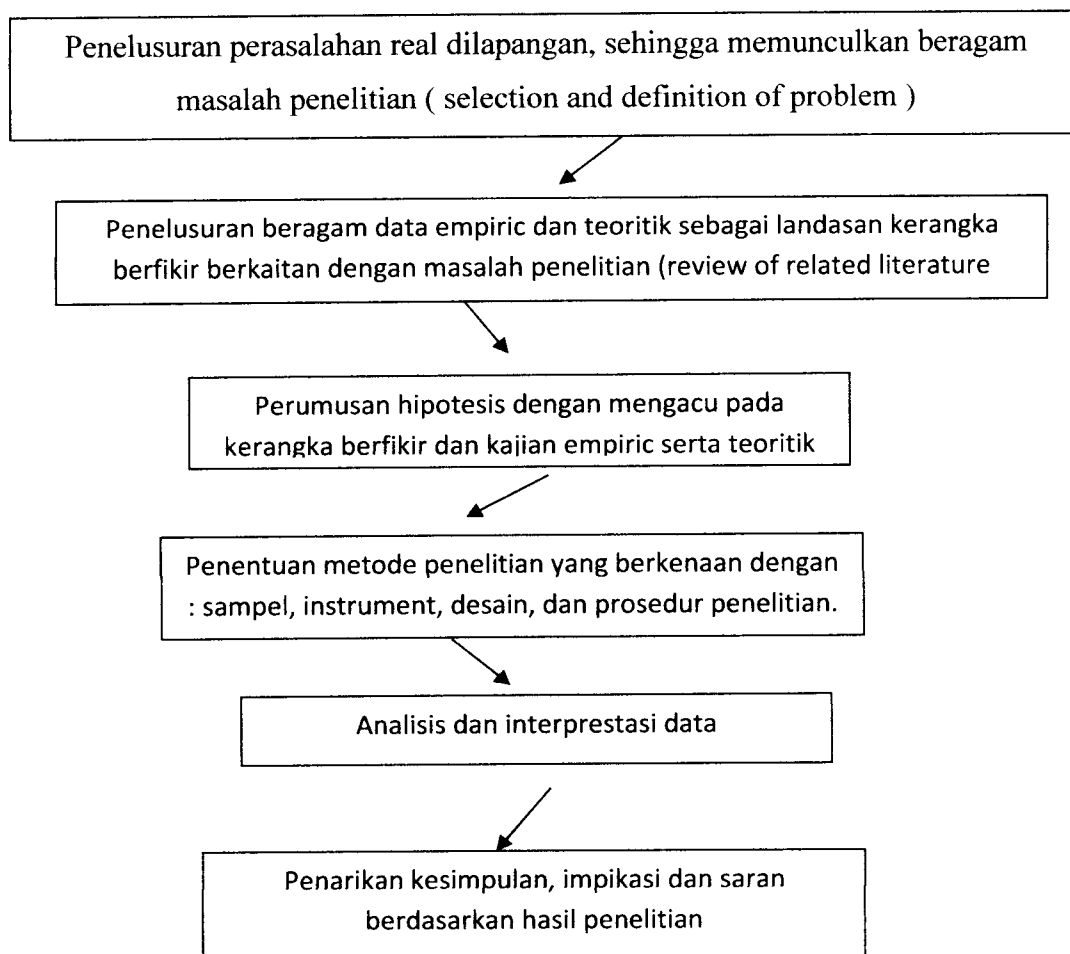 Penelusuran perasalahan real dilapangan, sehingga memunculkan beragam
masalah penelitian ( selection and definition of problem )
Penelusuran beragam data empiric dan teoritik sebagai landasan kerangka
berfikir berkaitan dengan masalah penelitian (review of related literature
Perumusan hipotesis dengan mengacu pada
kerangka berfikir dan kajian empiric serta teoritik
Penentuan metode penelitian yang berkenaan dengan
: sampel, instrument, desain, dan prosedur penelitian.
Analisis dan interprestasi data
Penarikan kesimpulan, impikasi dan saran
berdasarkan hasil penelitian